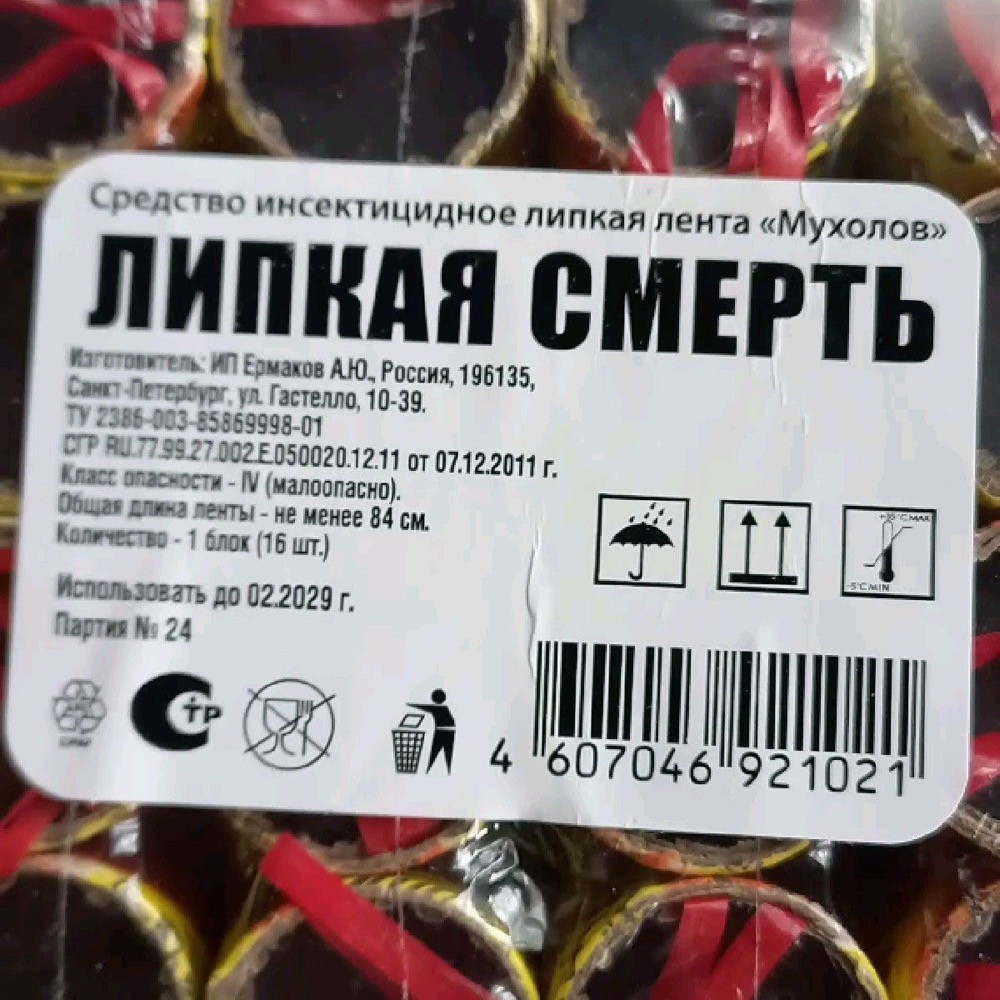 Средство инсектицидное липкая лента «Мухолов»
ЛИПКАЯ СМЕРТЬ
Изготовитель: ИП Ермаков А.Ю., Россия, 196135,
Санкт-Петербург, ул. Гастелло, 10-39.
ТУ 2386-003-85869998-01
СГР RU.77.99.27.002.Е.050020.12.11 от 07.12.2011 г.
Класс опасности - IV (малоопасно).
Общая длина ленты - не менее 84 см.
Количество - 1 блок (16 шт.)
Использовать до 02.2029 г.
Партия № 24
-5°C MIN
ТР
4 607046 921021